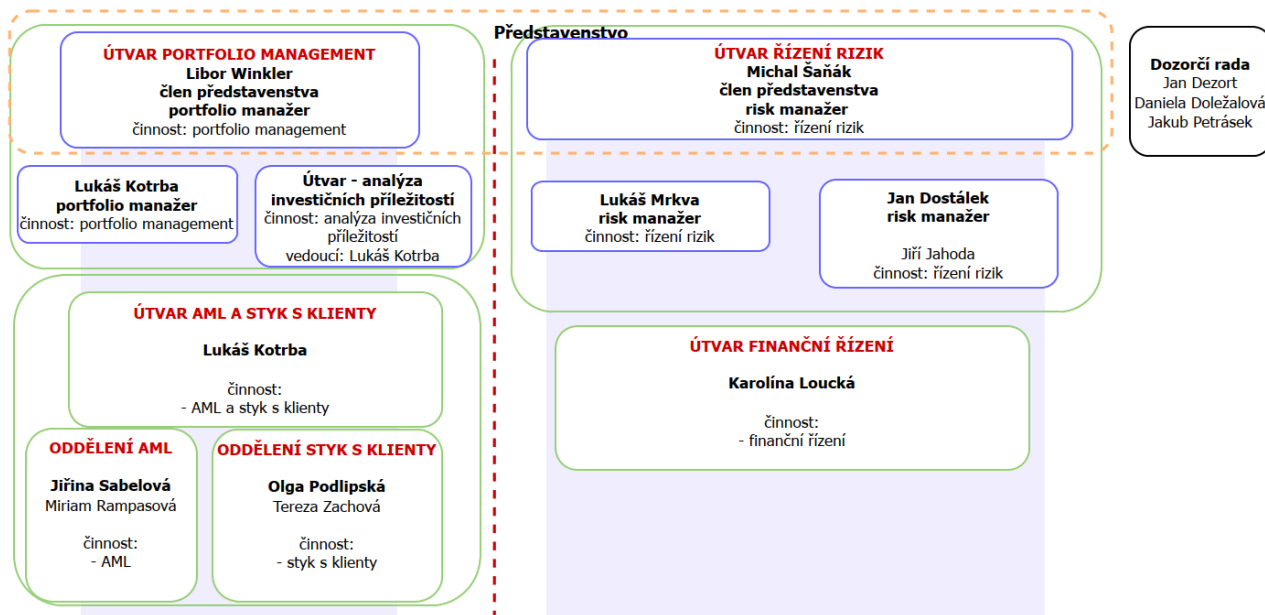 Představenstvo
ÚTVAR PORTFOLIO MANAGEMENT
Libor Winkler
člen představenstva
portfolio manažer
činnost: portfolio management
ÚTVAR ŘÍZENÍ RIZIK
Michal Šaňák
člen představenstva
risk manažer
činnost: řízení rizik
Dozorčí rada
Jan Dezort
Daniela Doležalová
Jakub Petrásek
Lukáš Kotrba
portfolio manažer
činnost: portfolio management
Útvar - analýza
investičních příležitostí
činnost: analýza investičních
příležitostí
vedoucí: Lukáš Kotrba
Lukáš Mrkva
risk manažer
činnost: řízení rizik
Jan Dostálek
risk manažer
Jiří Jahoda
činnost: řízení rizik
ÚTVAR AML A STYK S KLIENTY
Lukáš Kotrba
činnost:
- AML a styk s klienty
ÚTVAR FINANČNÍ ŘÍZENÍ
Karolína Loucká
činnost:
- finanční řízení
ODDĚLENÍ AML
Jiřina Sabelová
Miriam Rampasová
činnost:
- AML
ODDĚLENÍ STYK S KLIENTY
Olga Podlipská
Tereza Zachová
činnost:
- styk s klienty